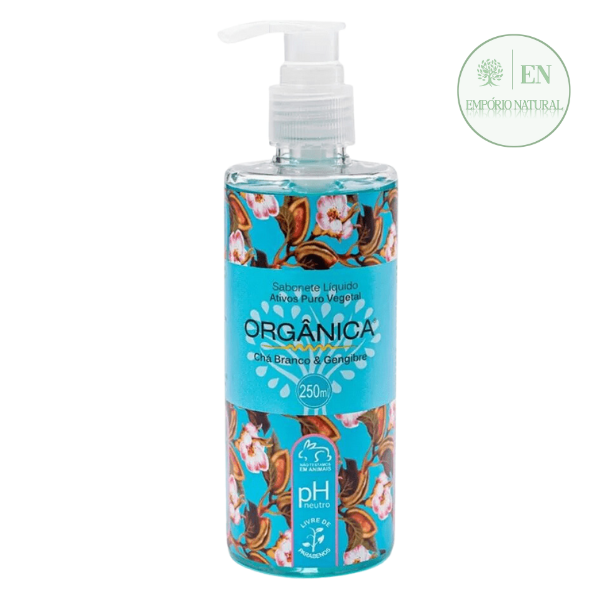 EN
EMPÓRIO NATURAL
Sabonete Líquido
Ativos Puro Vegetal
ORGÂNICA
Chá Branco & Gengibre
250ml
NÃO TESTAMOS
EM ANIMAIS
pH
neutro
LIVRE DE
PARABENOS